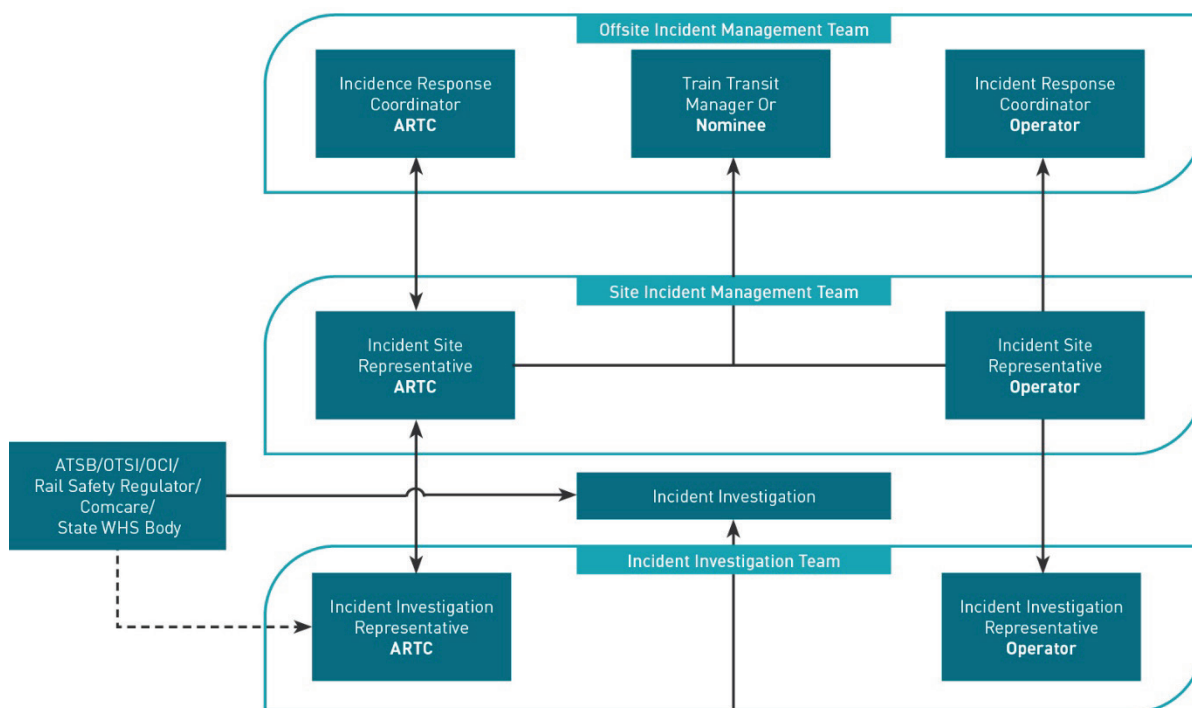 Offsite Incident Management Team
Incidence Response
Coordinator
ARTC
Train Transit
Manager Or
Nominee
Incident Response
Coordinator
Operator
Site Incident Management Team
Incident Site
Representative
ARTC
Incident Site
Representative
Operator
ATSB/OTSI/OCI/
Rail Safety Regulator/
Comcare/
State WHS Body
Incident Investigation
Incident Investigation Team
Incident Investigation
Representative
ARTC
Incident Investigation
Representative
Operator